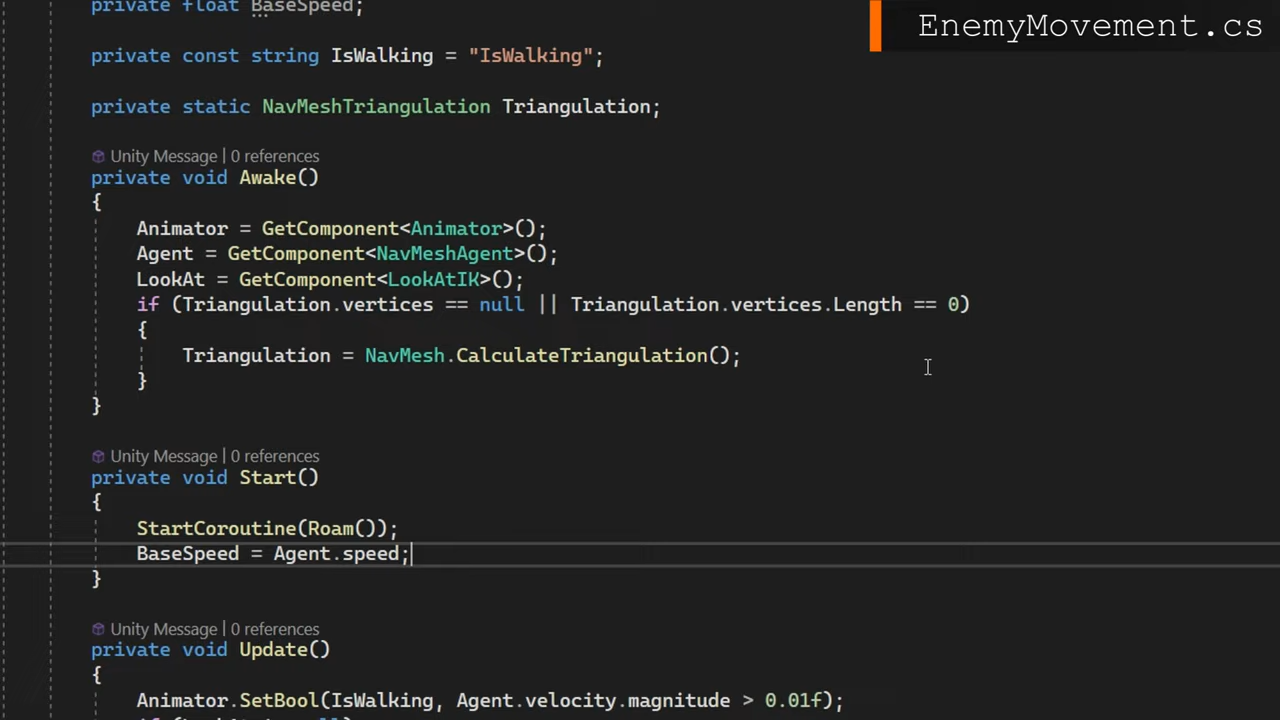 private float BaseSpeed;
EnemyMovement.cs
private const string IsWalking = "IsWalking";
private static NavMeshTriangulation Triangulation;
Unity Message | 0 references
private void Awake()
{
Animator = GetComponent<Animator>();
Agent = GetComponent<NavMeshAgent>();
LookAt = GetComponent<LookAtIK>();
if (Triangulation.vertices == null || Triangulation.vertices.Length == 0)
{
Triangulation = NavMesh.CalculateTriangulation();
}
}
Unity Message | 0 references
private void Start()
{
StartCoroutine(Roam());
BaseSpeed = Agent.speed;
}
Unity Message | 0 references
private void Update()
{
Animator.SetBool(IsWalking, Agent.velocity.magnitude > 0.01f);